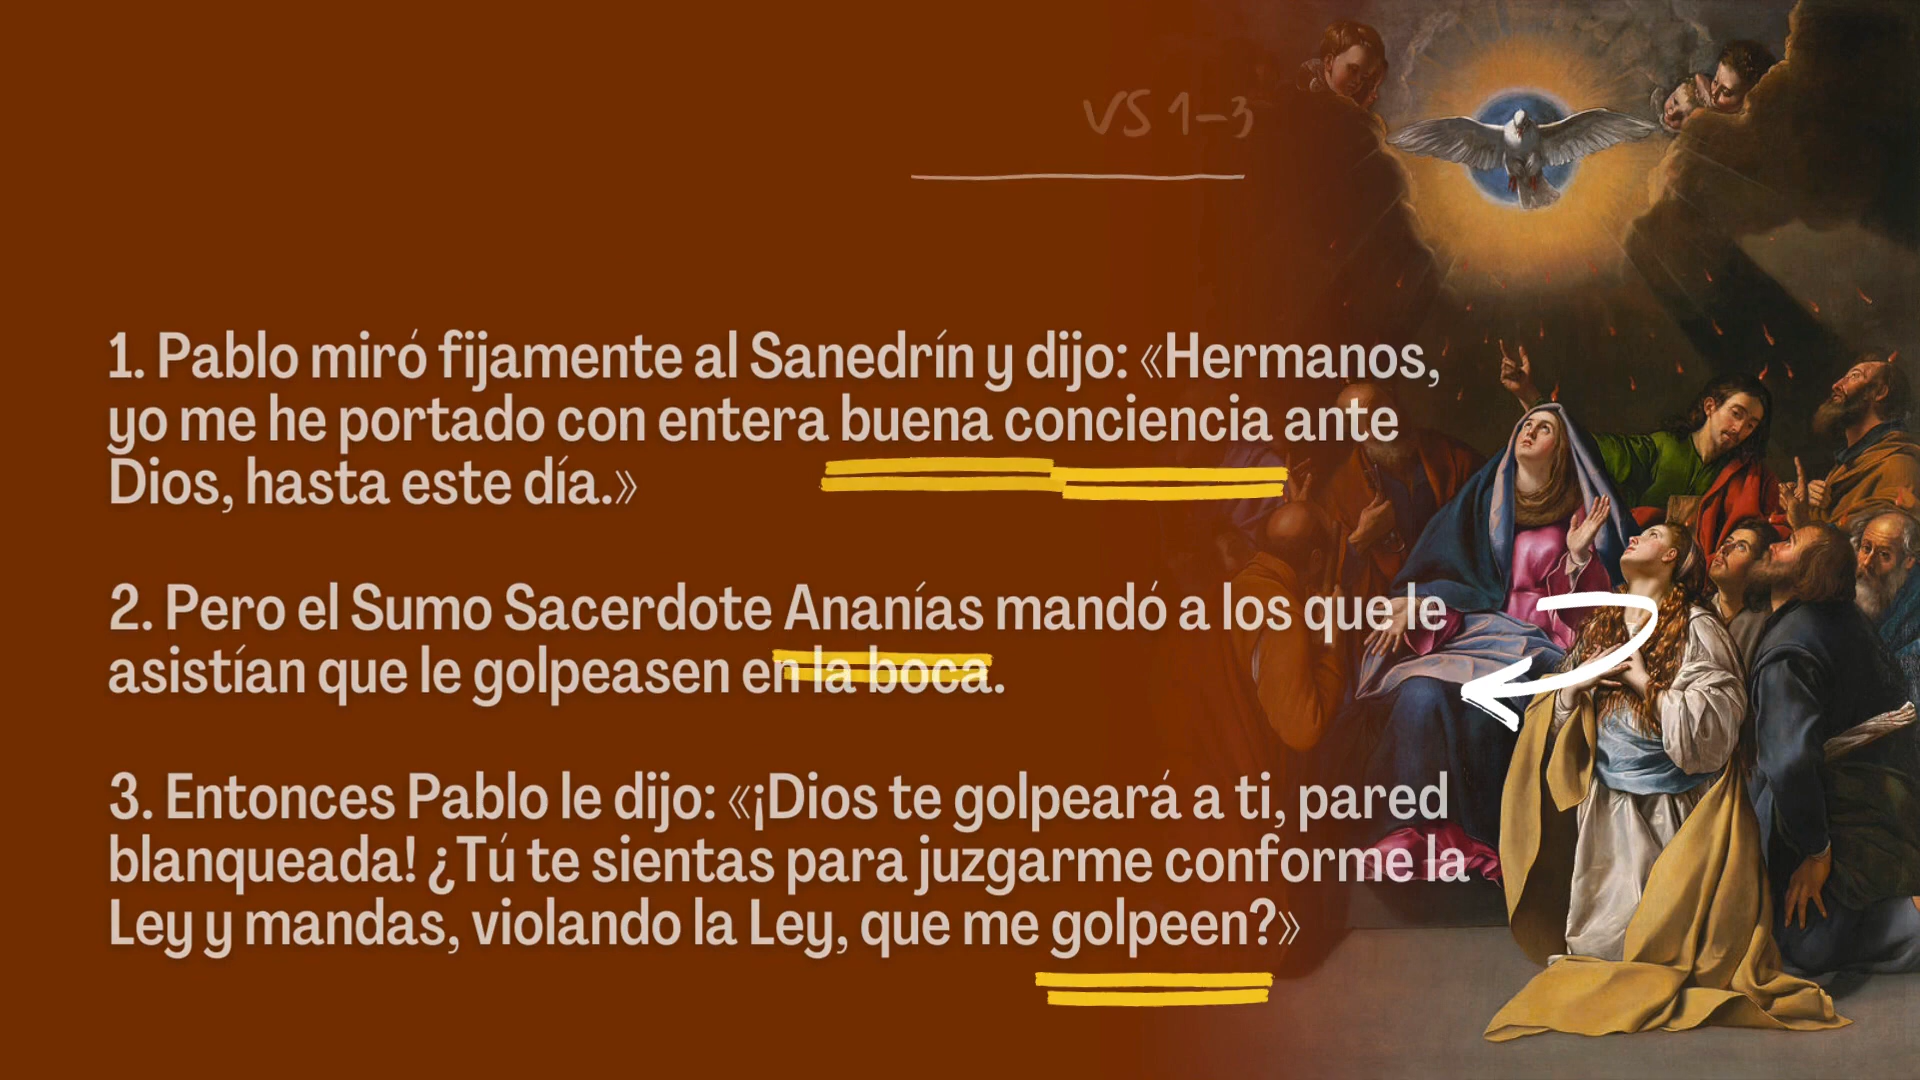 VS 1-3
1. Pablo miró fijamente al Sanedrín y dijo: «Hermanos,
yo me he portado con entera buena conciencia ante
Dios, hasta este día.»
2. Pero el Sumo Sacerdote Ananías mandó a los que le
asistían que le golpeasen en la boca.
3. Entonces Pablo le dijo: «¡Dios te golpeará a ti, pared
blanqueada! ¿Tú te sientas para juzgarme conforme la
Ley y mandas, violando la Ley, que me golpeen?»